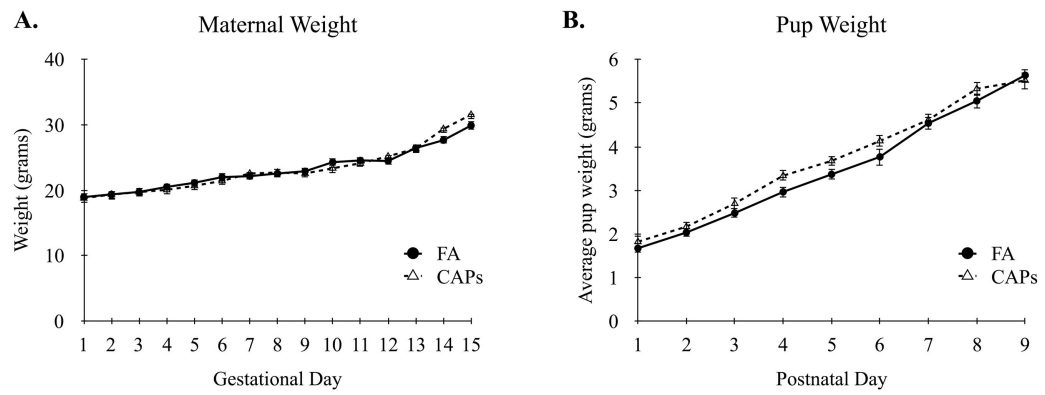 A.
Maternal Weight
40
30
20
10
0
Weight (grams)
FA
CAPs
1 2 3 4 5 6 7 8 9 10 11 12 13 14 15
Gestational Day
B.
Pup Weight
6
5
4
3
2
1
0
Average pup weight (grams)
FA
CAPs
1 2 3 4 5 6 7 8 9
Postnatal Day